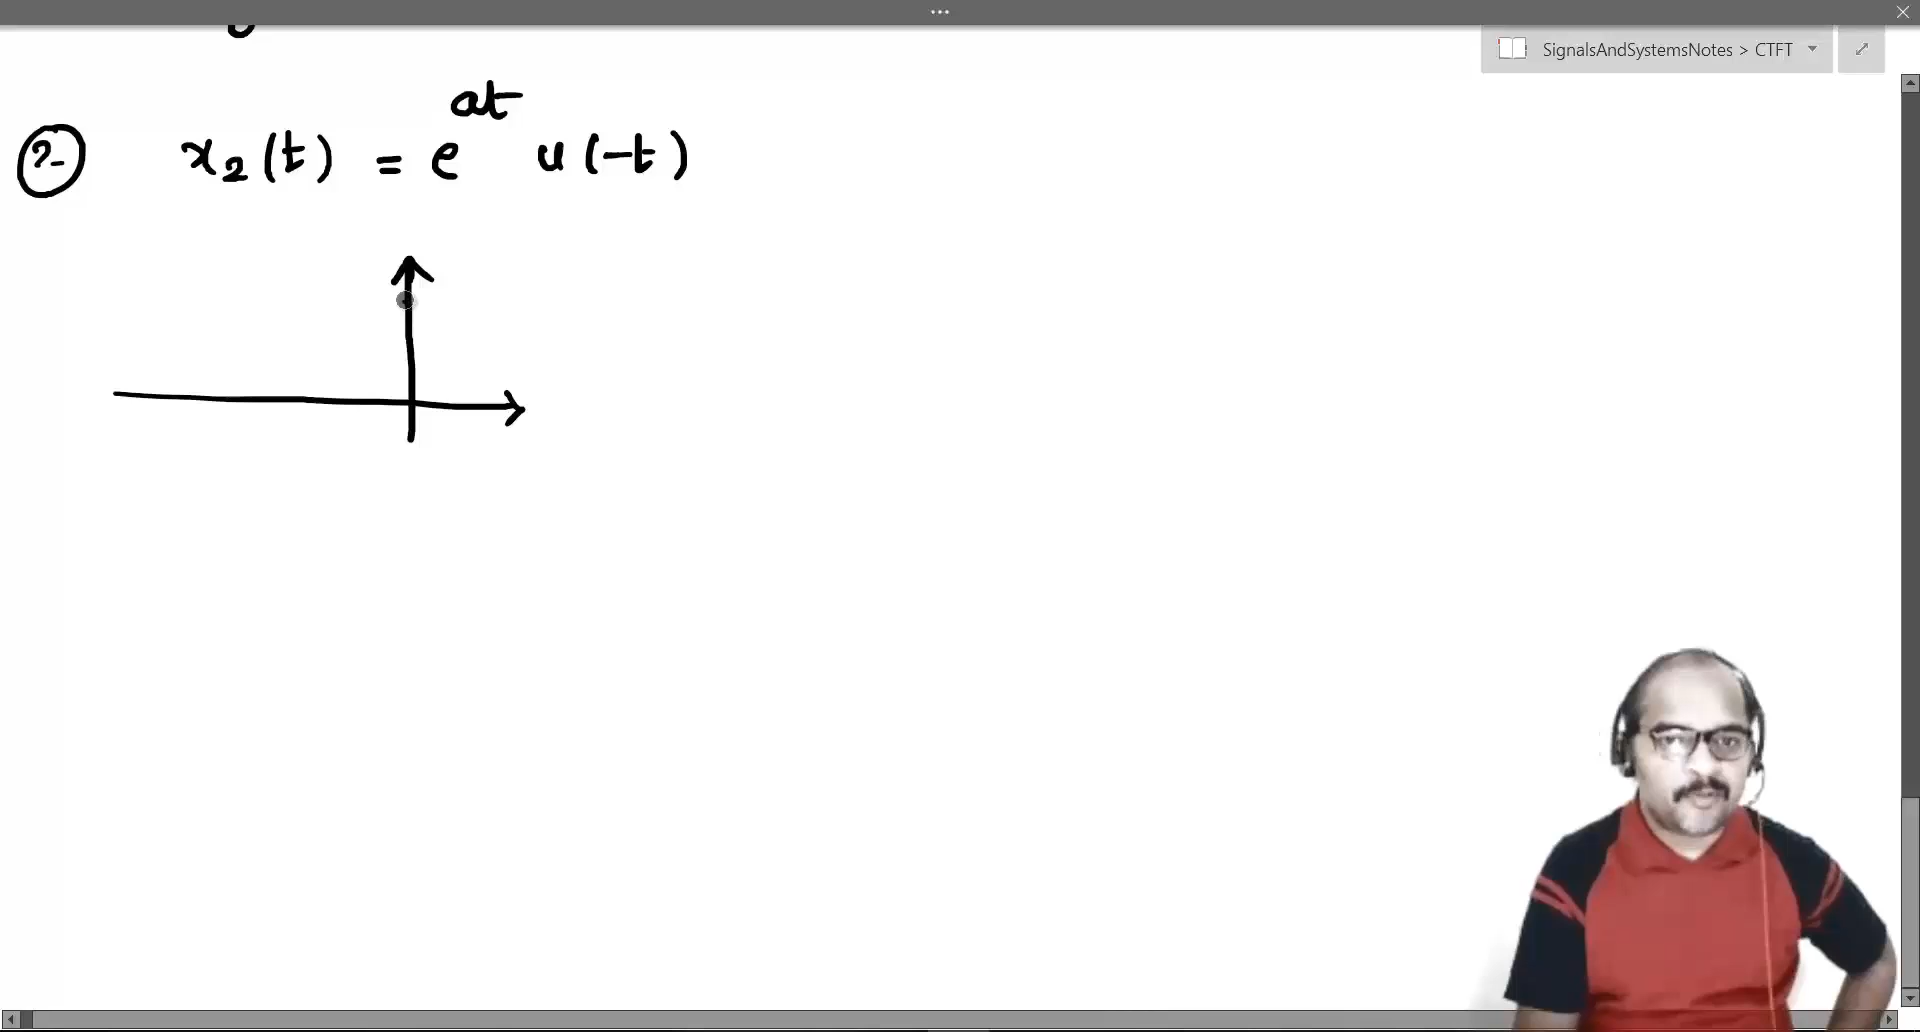 SignalsAndSystemsNotes > CTFT
② x₂(t) = e^{at} u(-t)